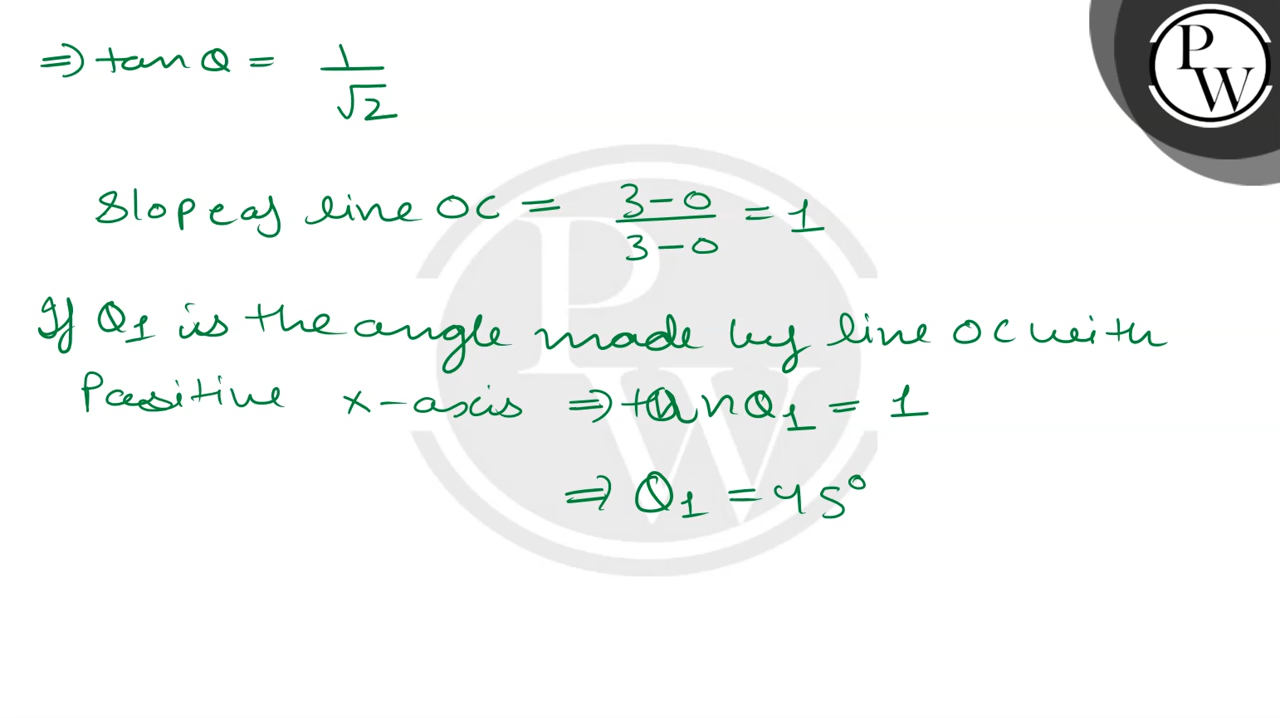 ⇒ tan θ = 1/√2
PW
Slope of line OC = (3-0)/(3-0) = 1
If θ1 is the angle made by line OC with
Positive x-axis ⇒ tan θ1 = 1
⇒ θ1 = 45°